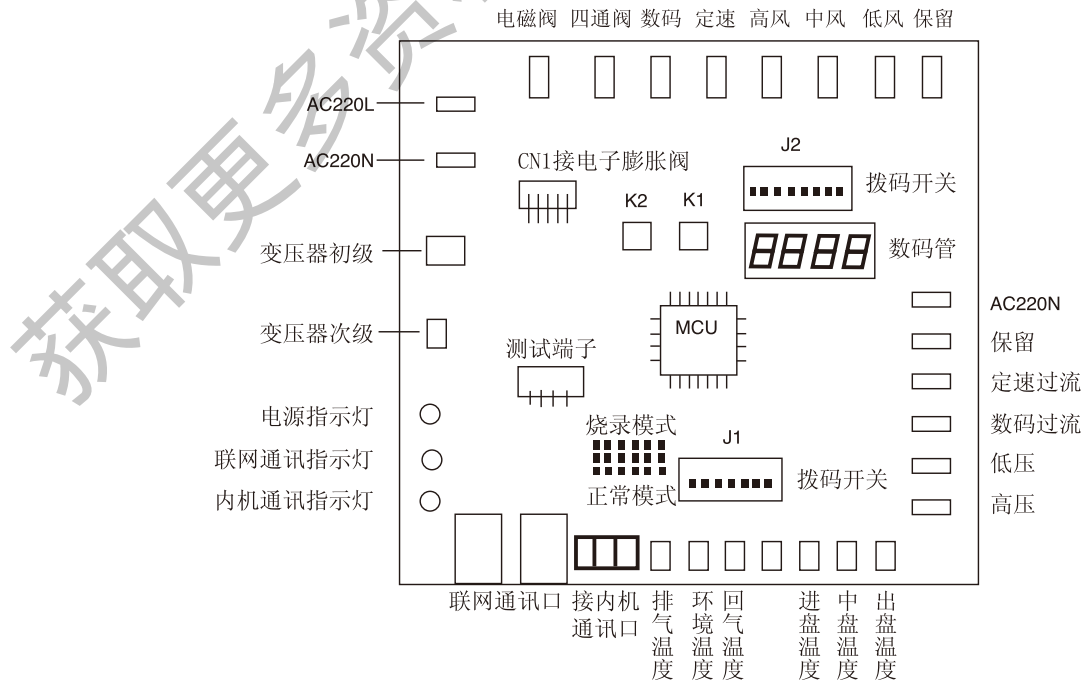 电磁阀 四通阀 数码 定速 高风 中风 低风 保留
获取更多资
AC220L
AC220N
CN1接电子膨胀阀
J2
拨码开关
K2 K1
8888
数码管
变压器初级
AC220N
MCU
保留
变压器次级
测试端子
定速过流
电源指示灯
烧录模式
数码过流
J1
联网通讯指示灯
低压
拨码开关
正常模式
内机通讯指示灯
高压
联网通讯口
接内机
通讯口
排气温度
环境温度
回气温度
进盘温度
中盘温度
出盘温度